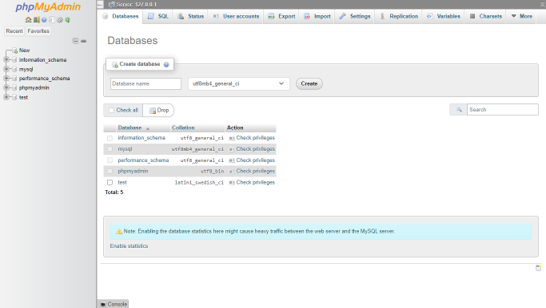 phpMyAdmin
Recent Favorites
New
information_schema
mysql
performance_schema
phpmyadmin
test
Server: 127.0.0.1
Databases SQL Status User accounts Export Import Settings Replication Variables Charsets More
Databases
Create database
Database name utf8mb4_general_ci Create
Check all Drop Search
Database Collation Action
information_schema utf8_general_ci Check privileges
mysql utf8mb4_general_ci Check privileges
performance_schema utf8_general_ci Check privileges
phpmyadmin utf8_bin Check privileges
test latin1_swedish_ci Check privileges
Total: 5
Note: Enabling the database statistics here might cause heavy traffic between the web server and the MySQL server.
Enable statistics
Console